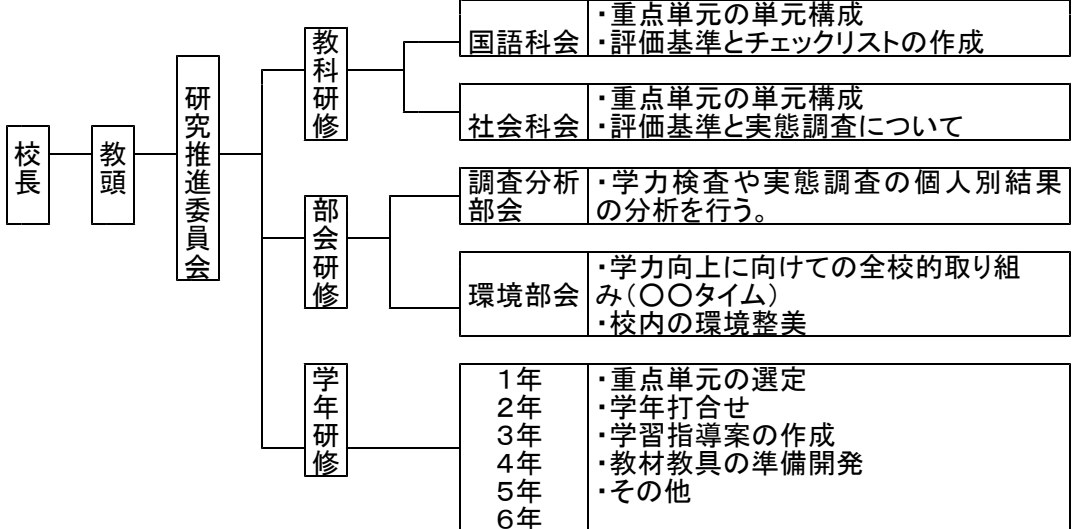 校長
教頭
研究推進委員会
教科研修
国語科会
・重点単元の単元構成
・評価基準とチェックリストの作成
社会科会
・重点単元の単元構成
・評価基準と実態調査について
部会研修
調査分析
部会
・学力検査や実態調査の個人別結果
の分析を行う。
環境部会
・学力向上に向けての全校的取り組
み(〇〇タイム)
・校内の環境整美
学年研修
1年
2年
3年
4年
5年
6年
・重点単元の選定
・学年打合せ
・学習指導案の作成
・教材教具の準備開発
・その他